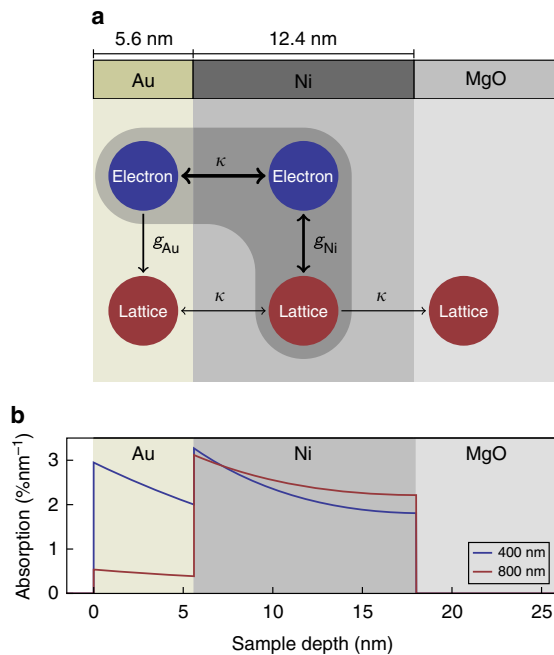 a
5.6 nm 12.4 nm
Au Ni MgO
Electron κ Electron
gAu gNi
Lattice κ Lattice κ Lattice
b
Absorption (%nm−1)
3
2
1
0
Au Ni MgO
400 nm
800 nm
0 5 10 15 20 25
Sample depth (nm)